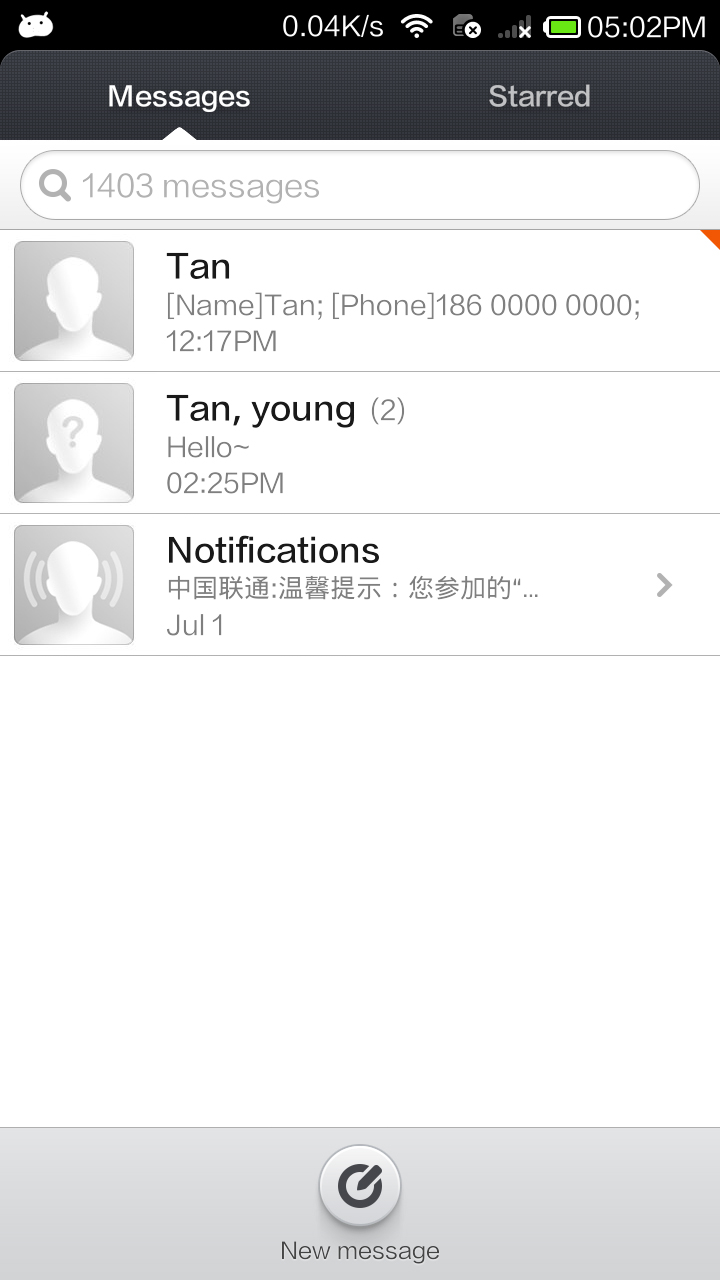 0.04K/s 05:02PM
Messages Starred
1403 messages
Tan
[Name]Tan; [Phone]186 0000 0000;
12:17PM
Tan, young (2)
Hello~
02:25PM
Notifications
中国联通:温馨提示：您参加的“...
Jul 1
New message